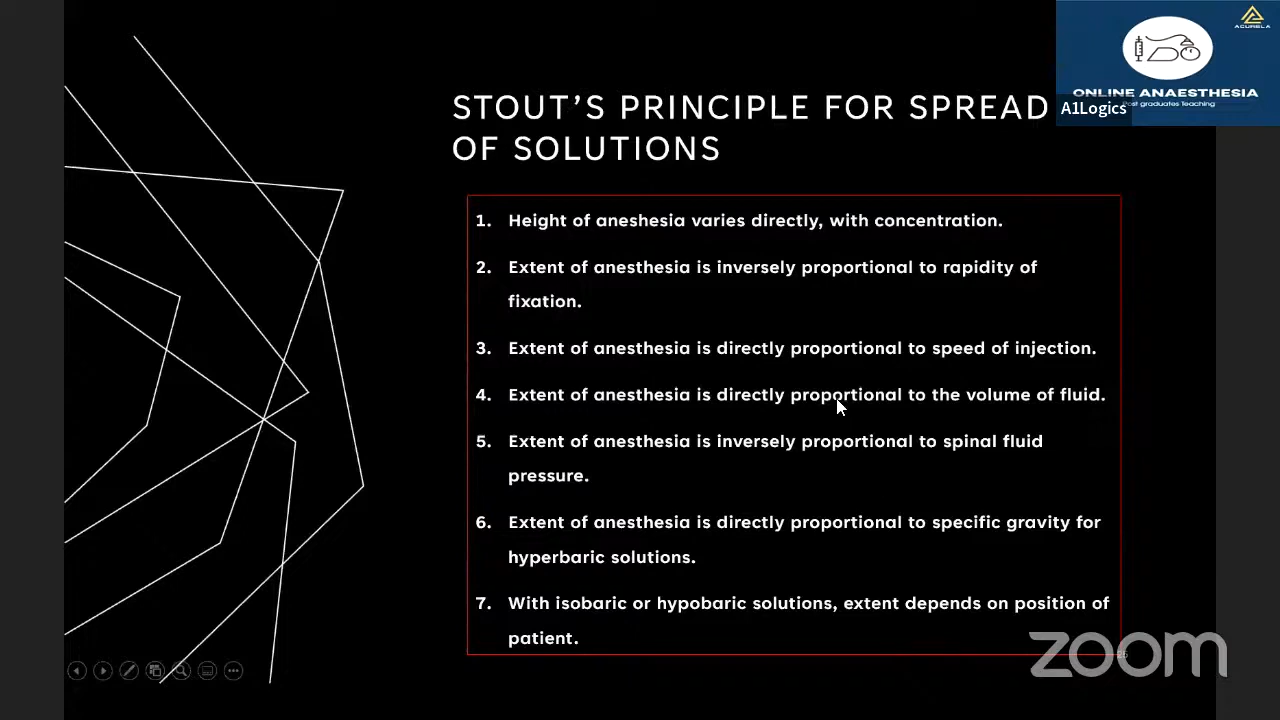 ACURELA
ONLINE ANAESTHESIA
Post graduates Teaching
A1Logics
STOUT'S PRINCIPLE FOR SPREAD
OF SOLUTIONS
1. Height of aneshesia varies directly, with concentration.
2. Extent of anesthesia is inversely proportional to rapidity of
fixation.
3. Extent of anesthesia is directly proportional to speed of injection.
4. Extent of anesthesia is directly proportional to the volume of fluid.
5. Extent of anesthesia is inversely proportional to spinal fluid
pressure.
6. Extent of anesthesia is directly proportional to specific gravity for
hyperbaric solutions.
7. With isobaric or hypobaric solutions, extent depends on position of
patient.
zoom